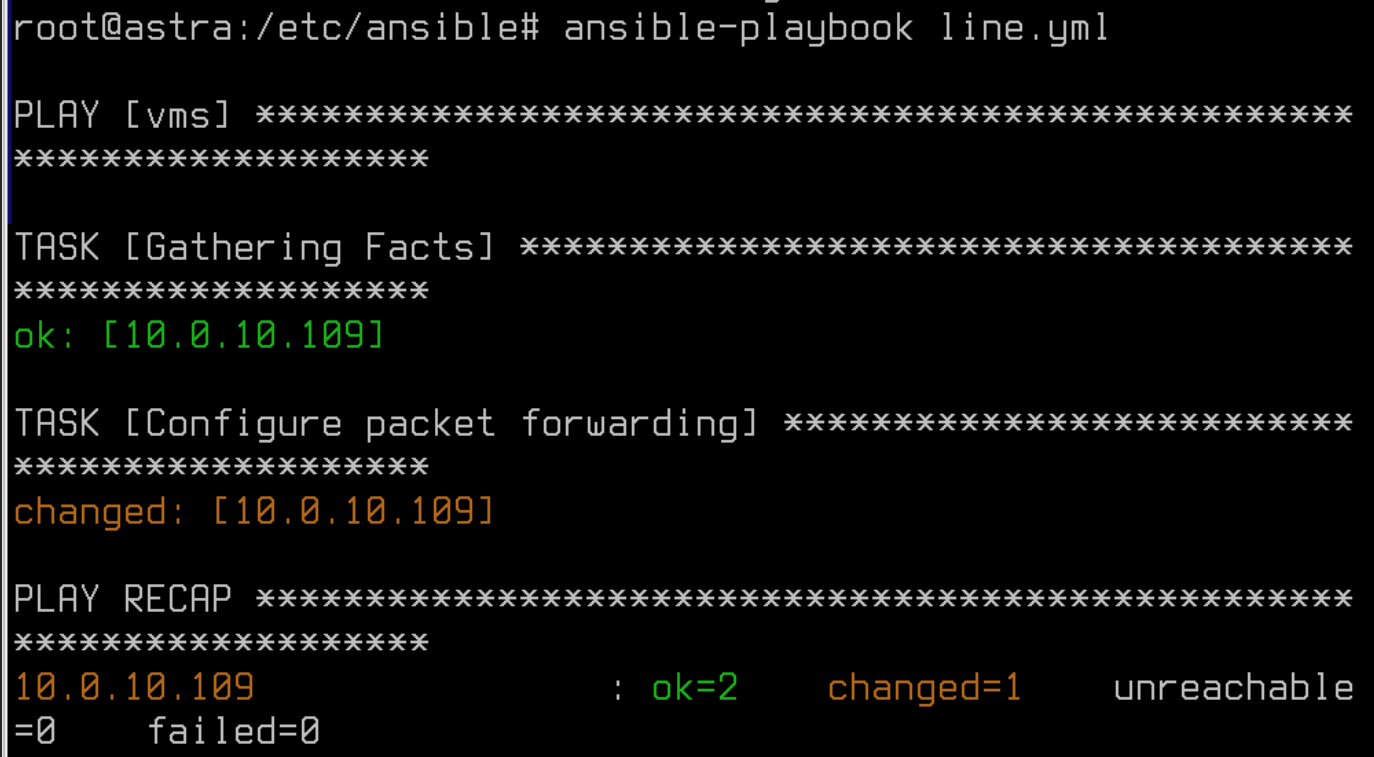 root@astra:/etc/ansible# ansible-playbook line.yml
PLAY [vms] **************************************************
*******************
TASK [Gathering Facts] **************************************
*******************
ok: [10.0.10.109]
TASK [Configure packet forwarding] **************************
*******************
changed: [10.0.10.109]
PLAY RECAP **************************************************
*******************
10.0.10.109                : ok=2    changed=1    unreachable
=0    failed=0